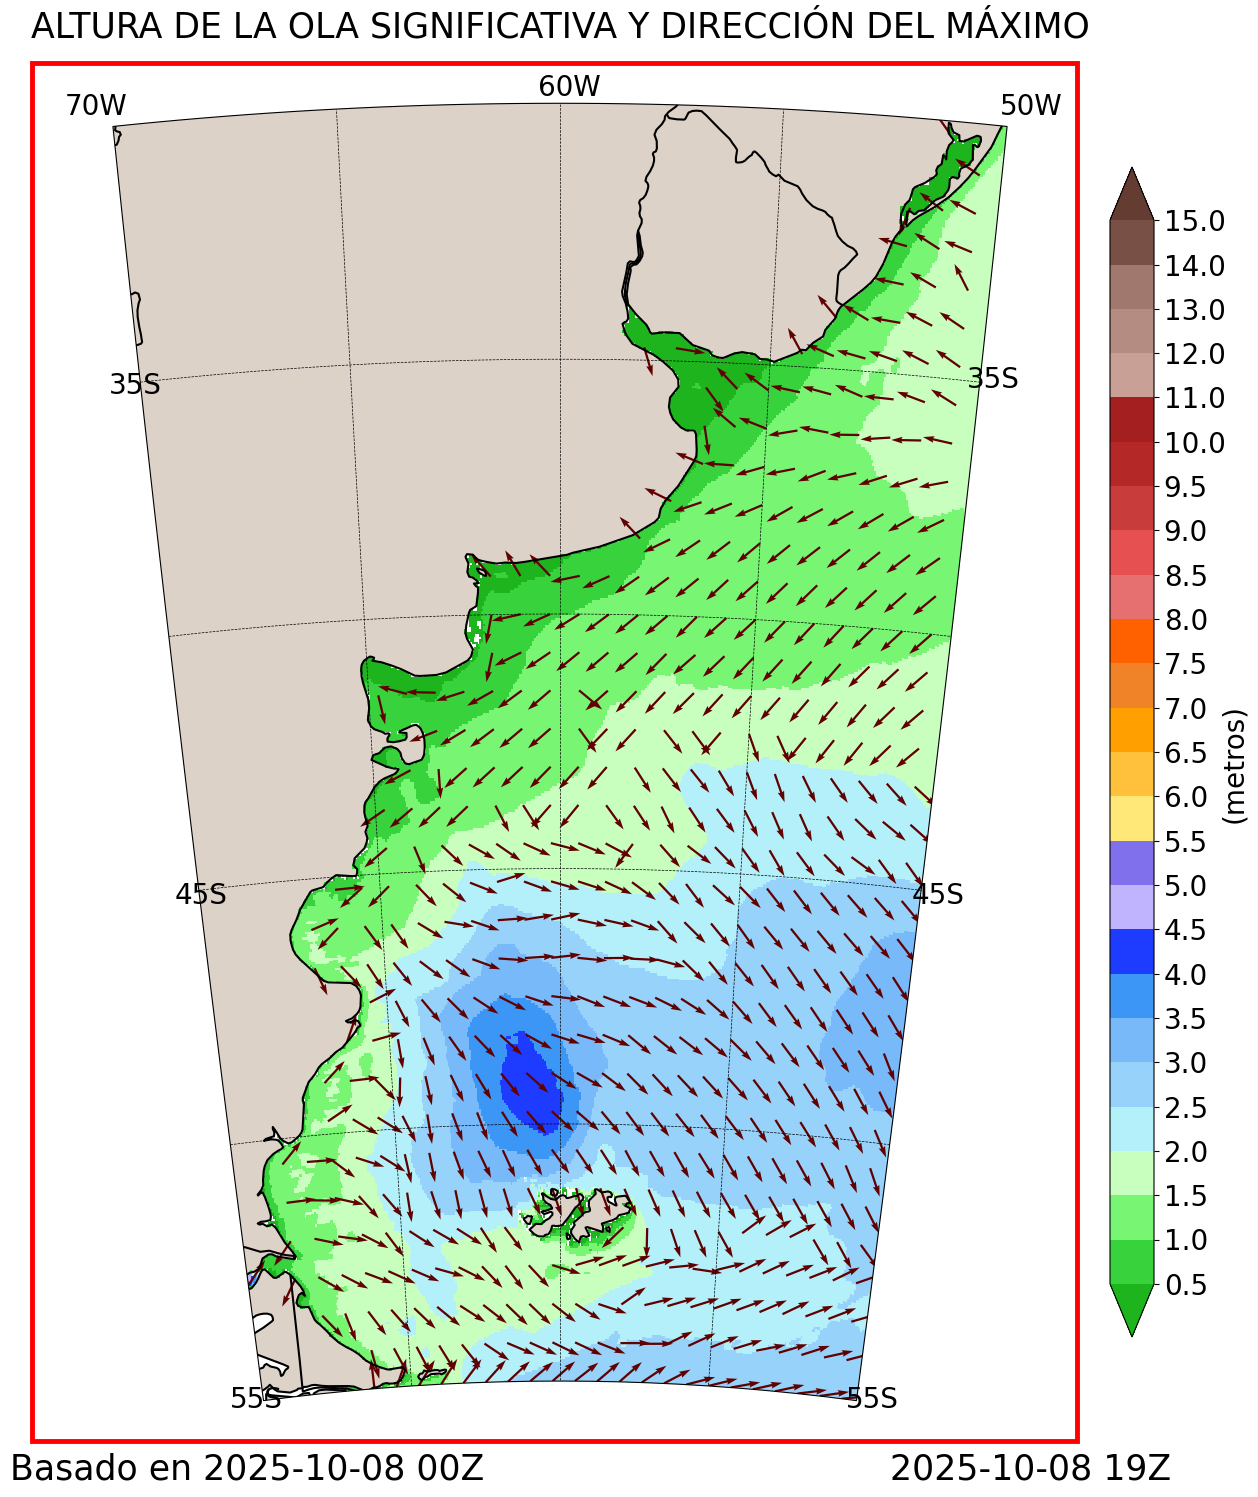 ALTURA DE LA OLA SIGNIFICATIVA Y DIRECCIÓN DEL MÁXIMO
70W
60W
50W
35S
35S
45S
45S
55S
55S
15.0
14.0
13.0
12.0
11.0
10.0
9.5
9.0
8.5
8.0
7.5
7.0
6.5
6.0
5.5
5.0
4.5
4.0
3.5
3.0
2.5
2.0
1.5
1.0
0.5
(metros)
Basado en 2025-10-08 00Z
2025-10-08 19Z